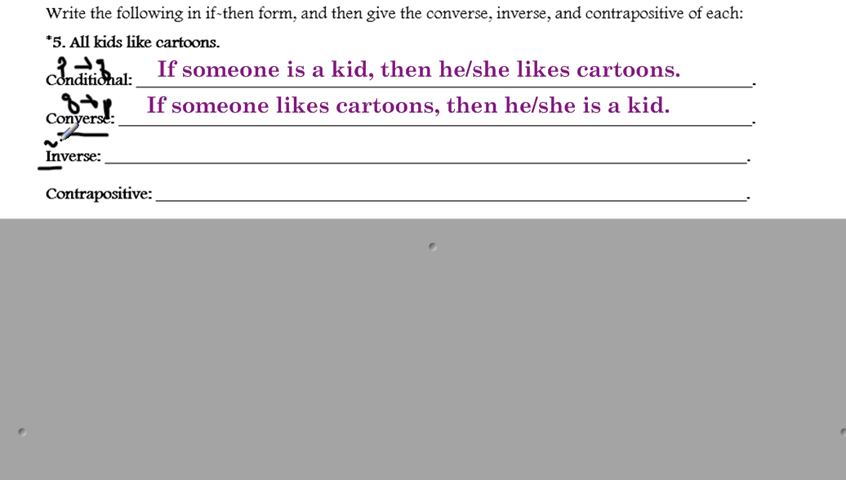 Write the following in if-then form, and then give the converse, inverse, and contrapositive of each:
*5. All kids like cartoons.
p → q
Conditional: If someone is a kid, then he/she likes cartoons.
q → p
Converse: If someone likes cartoons, then he/she is a kid.
~
Inverse: .
Contrapositive: .